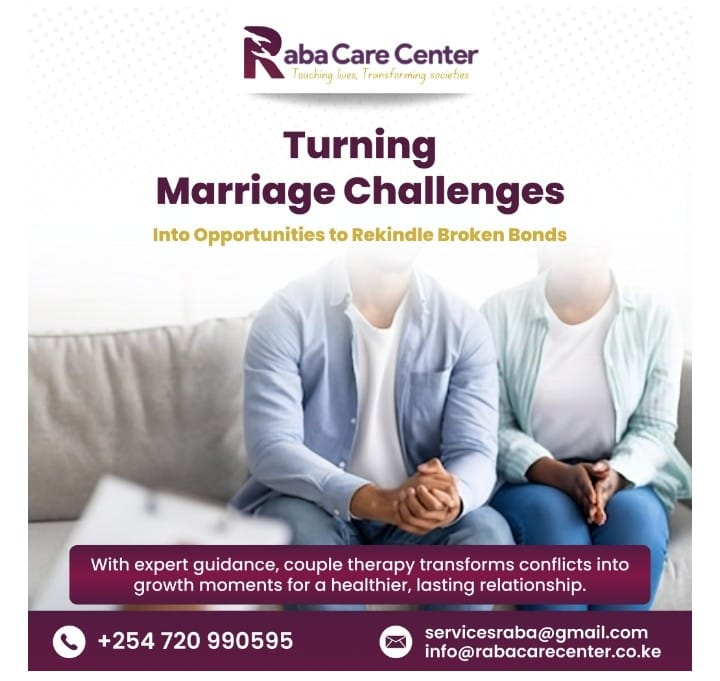 Raba Care Center
Touching lives, Transforming societies
Turning
Marriage Challenges
Into Opportunities to Rekindle Broken Bonds
With expert guidance, couple therapy transforms conflicts into
growth moments for a healthier, lasting relationship.
+254 720 990595
servicesraba@gmail.com
info@rabacarecenter.co.ke